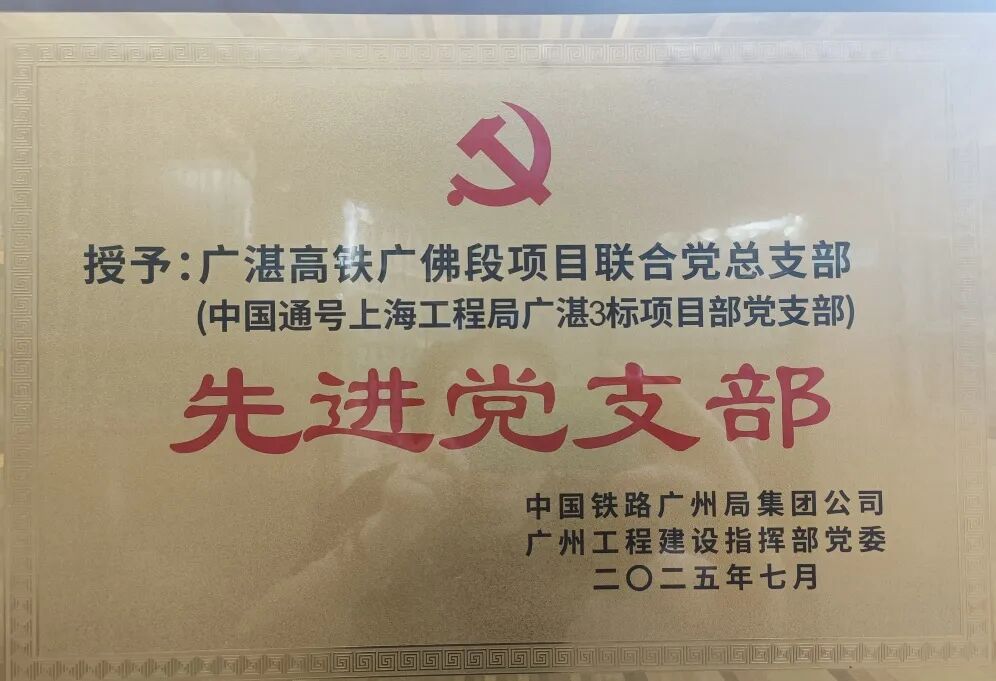 授予：广湛高铁广佛段项目联合党总支部
(中国通号上海工程局广湛3标项目部党支部)
先进党支部
中国铁路广州局集团公司
广州工程建设指挥部党委
二〇二五年七月